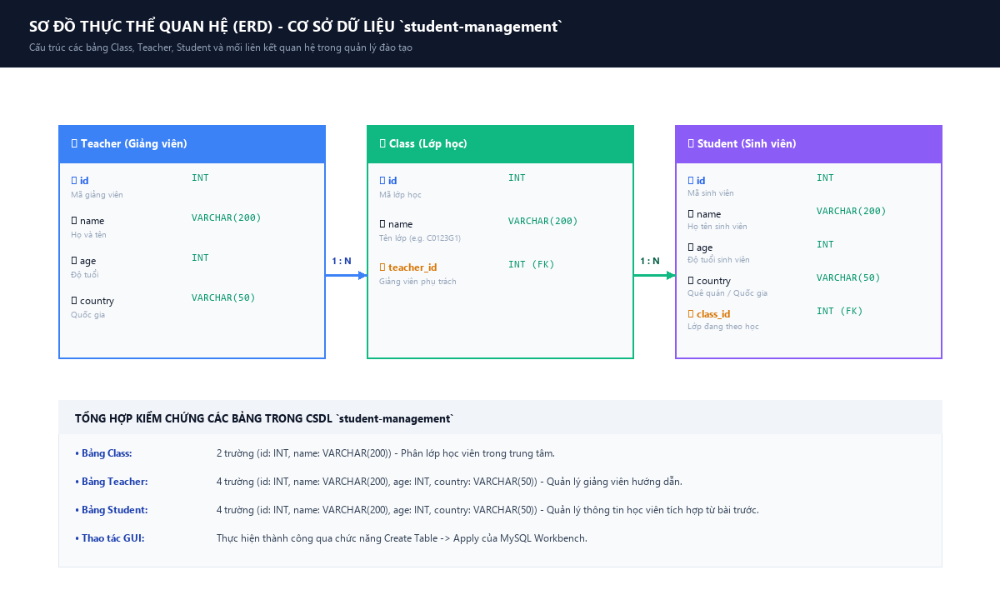 SƠ ĐỒ THỰC THỂ QUAN HỆ (ERD) - CƠ SỞ DỮ LIỆU `student-management`
Cấu trúc các bảng Class, Teacher, Student và mối liên kết quan hệ trong quản lý đào tạo
Teacher (Giảng viên)
id INT
Mã giảng viên
name VARCHAR(200)
Họ và tên
age INT
Độ tuổi
country VARCHAR(50)
Quốc gia
1 : N
Class (Lớp học)
id INT
Mã lớp học
name VARCHAR(200)
Tên lớp (e.g. C0123G1)
teacher_id INT (FK)
Giảng viên phụ trách
1 : N
Student (Sinh viên)
id INT
Mã sinh viên
name VARCHAR(200)
Họ tên sinh viên
age INT
Độ tuổi sinh viên
country VARCHAR(50)
Quê quán / Quốc gia
class_id INT (FK)
Lớp đang theo học
TỔNG HỢP KIỂM CHỨNG CÁC BẢNG TRONG CSDL `student-management`
• Bảng Class: 2 trường (id: INT, name: VARCHAR(200)) - Phân lớp học viên trong trung tâm.
• Bảng Teacher: 4 trường (id: INT, name: VARCHAR(200), age: INT, country: VARCHAR(50)) - Quản lý giảng viên hướng dẫn.
• Bảng Student: 4 trường (id: INT, name: VARCHAR(200), age: INT, country: VARCHAR(50)) - Quản lý thông tin học viên tích hợp từ bài trước.
• Thao tác GUI: Thực hiện thành công qua chức năng Create Table -> Apply của MySQL Workbench.